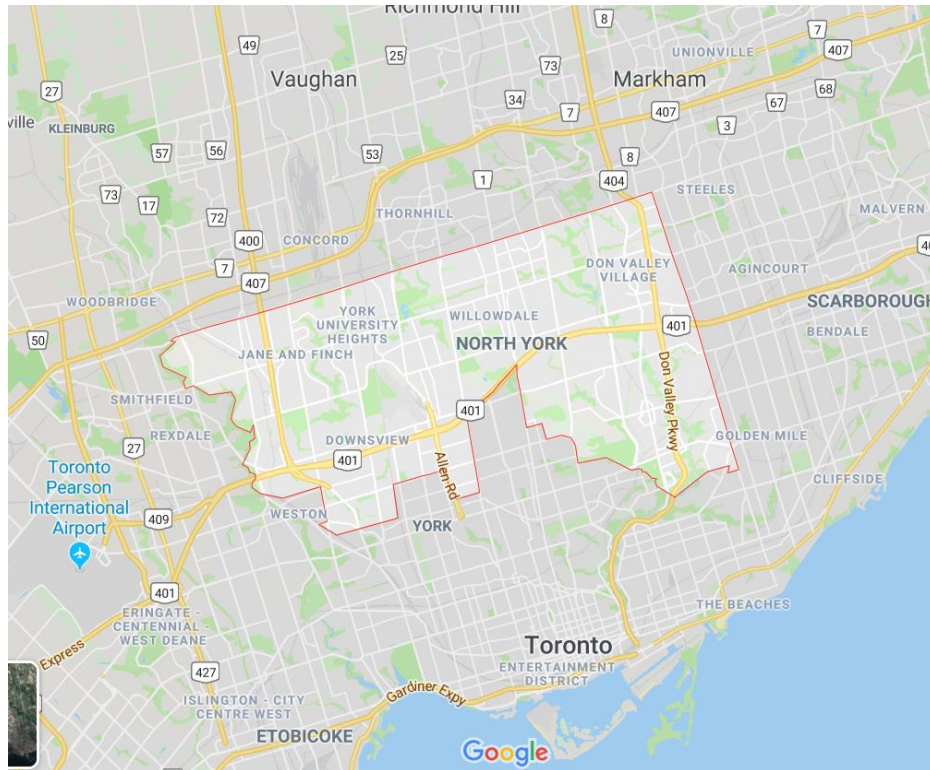 Richmond Hill
8
7
49
UNIONVILLE
407
25
73
Vaughan
Markham
27
34
67
68
7
407
ville
KLEINBURG
3
56
57
53
8
1
404
73
17
STEELES
72
THORNHILL
MALVERN
400
CONCORD
40
7
DON VALLEY
VILLAGE
AGINCOURT
407
WOODBRIDGE
YORK
UNIVERSITY
HEIGHTS
WILLOWDALE
SCARBOROUGH
401
BENDALE
50
NORTH YORK
JANE AND FINCH
Don Valley Pkwy
SMITHFIELD
401
REXDALE
DOWNSVIEW
GOLDEN MILE
27
401
Allen Rd
Toronto
Pearson
International
Airport
CLIFFSIDE
WESTON
409
YORK
401
THE BEACHES
ERINGATE -
CENTENNIAL -
WEST DEANE
Toronto
Express
ENTERTAINMENT
DISTRICT
427
Gardiner Expy
ISLINGTON - CITY
CENTRE WEST
ETOBICOKE
Google